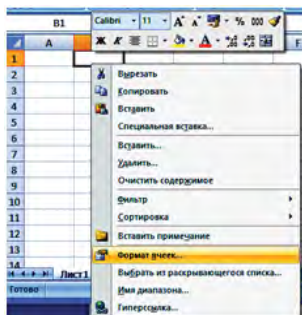 B1 Calibri 11 A A % 000
Ж К
A F
1
2 Вырезать
3 Копировать
4 Вставить
5 Специальная вставка...
6 Вставить...
7 Удалить...
8
9 Очистить содержимое
10 Фильтр
11 Сортировка
12 Вставить примечание
13 Формат ячеек...
14 Выбрать из раскрывающегося списка...
Лист1
Имя диапазона...
Готово Гиперссылка...